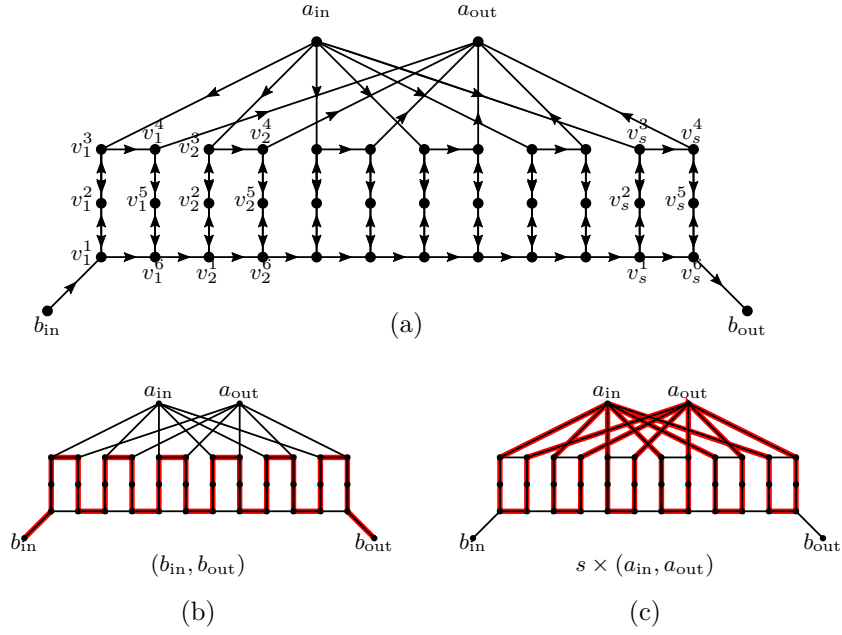 a_in a_out
v_1^3 v_1^4 v_2^3 v_2^4 v_s^3 v_s^4
v_1^2 v_1^5 v_2^2 v_2^5 v_s^2 v_s^5
v_1^1 v_1^6 v_2^1 v_2^6 v_s^1 v_s^6
b_in b_out
(a)
a_in a_out a_in a_out
b_in b_out b_in b_out
(b_in, b_out) s × (a_in, a_out)
(b) (c)